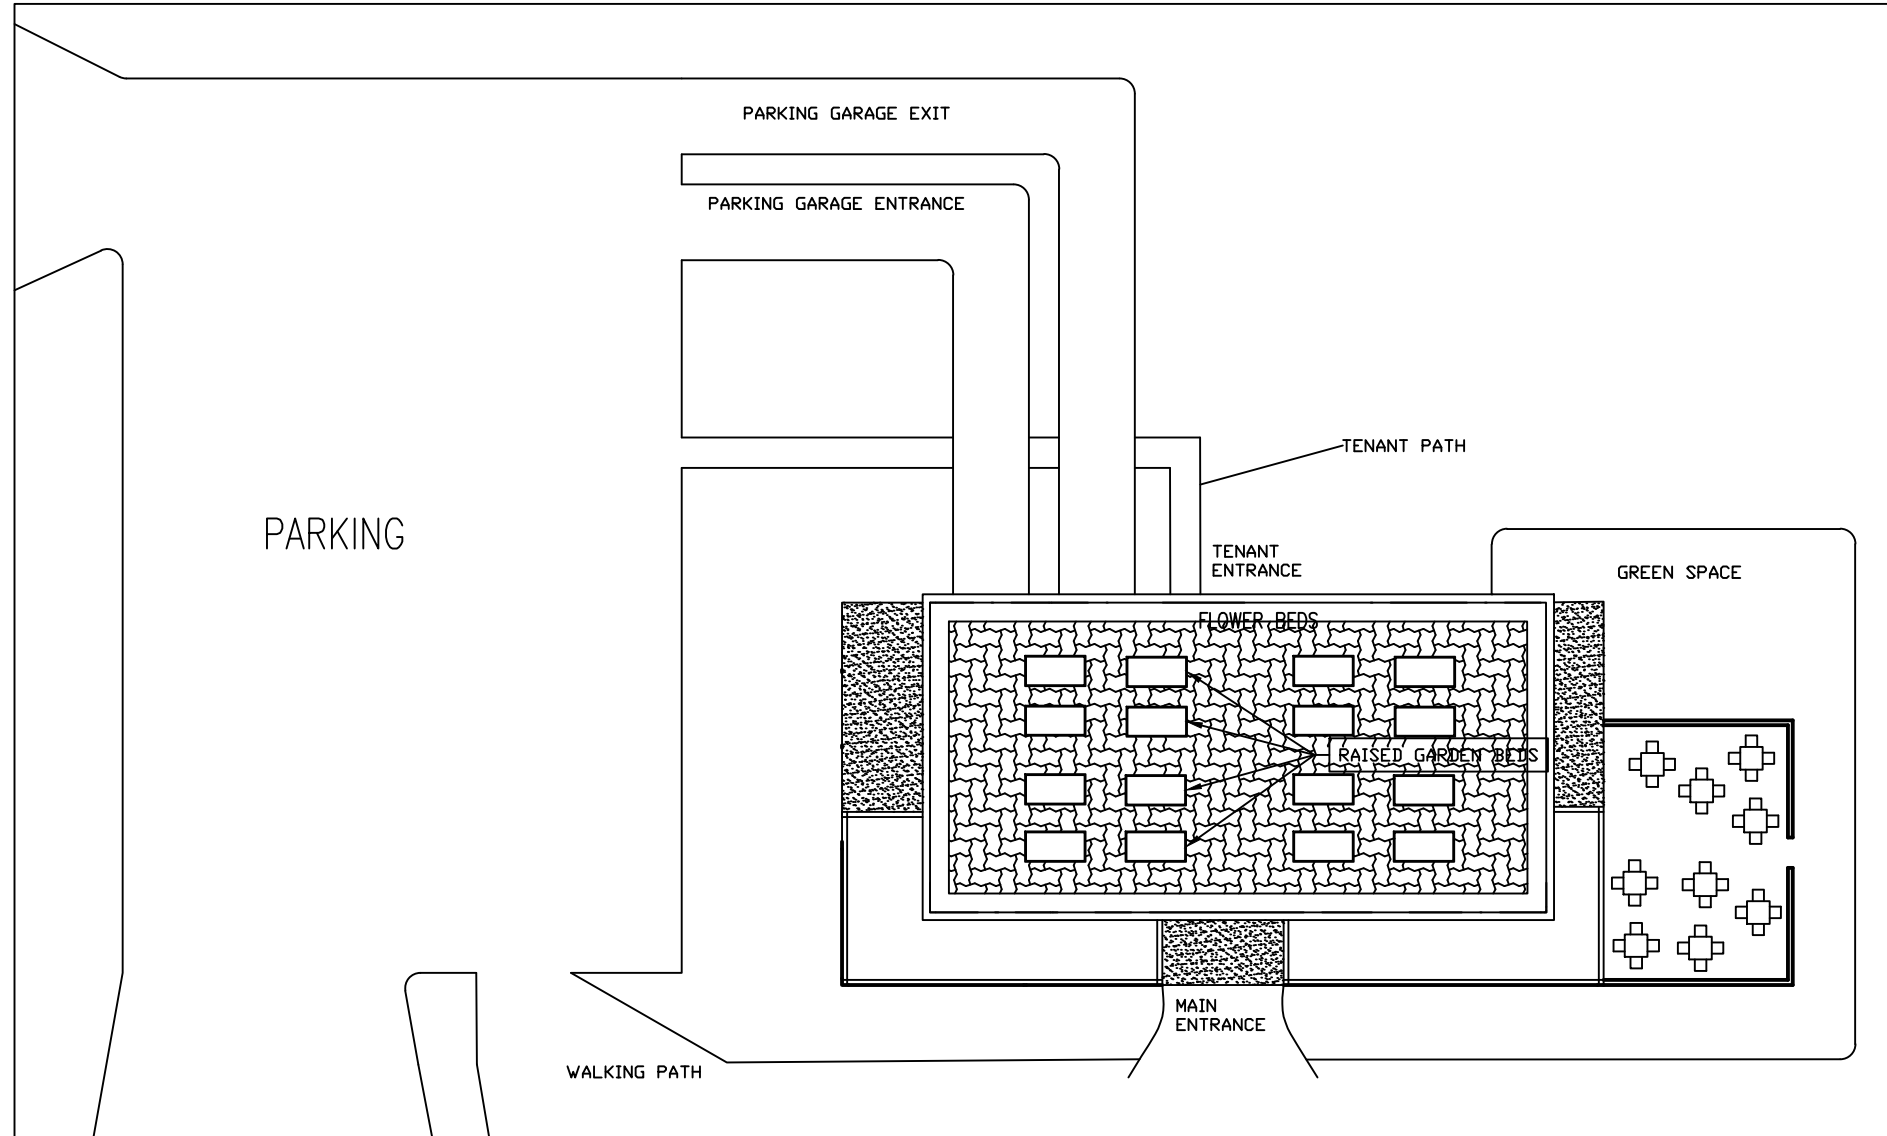 PARKING GARAGE EXIT
PARKING GARAGE ENTRANCE
TENANT PATH
PARKING
TENANT
ENTRANCE
GREEN SPACE
FLOWER BEDS
RAISED GARDEN BEDS
MAIN
ENTRANCE
WALKING PATH